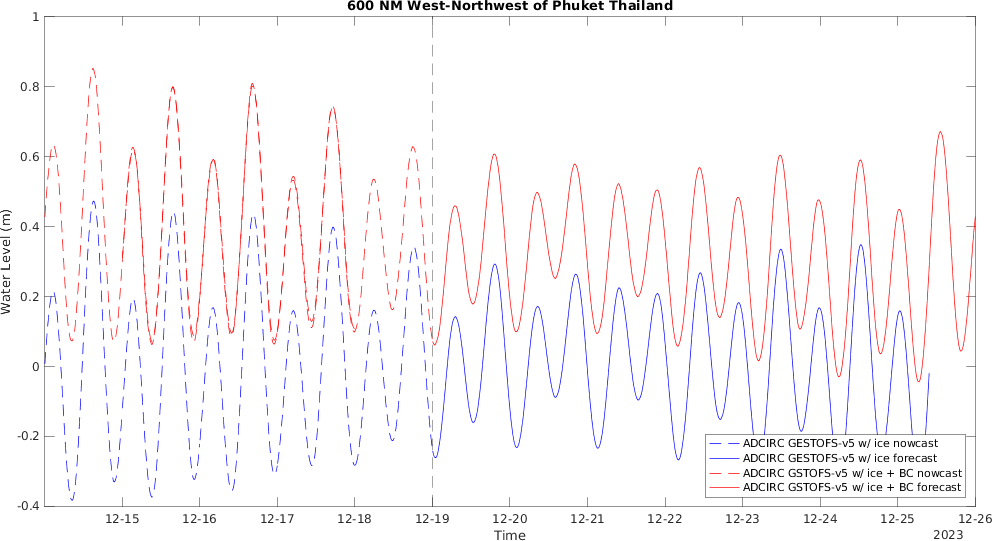 600 NM West-Northwest of Phuket Thailand
1
0.8
0.6
0.4
0.2
0
-0.2
-0.4
Water Level (m)
ADCIRC GESTOFS-v5 w/ ice nowcast
ADCIRC GESTOFS-v5 w/ ice forecast
ADCIRC GSTOFS-v5 w/ ice + BC nowcast
ADCIRC GSTOFS-v5 w/ ice + BC forecast
12-15 12-16 12-17 12-18 12-19 12-20 12-21 12-22 12-23 12-24 12-25 12-26
Time
2023